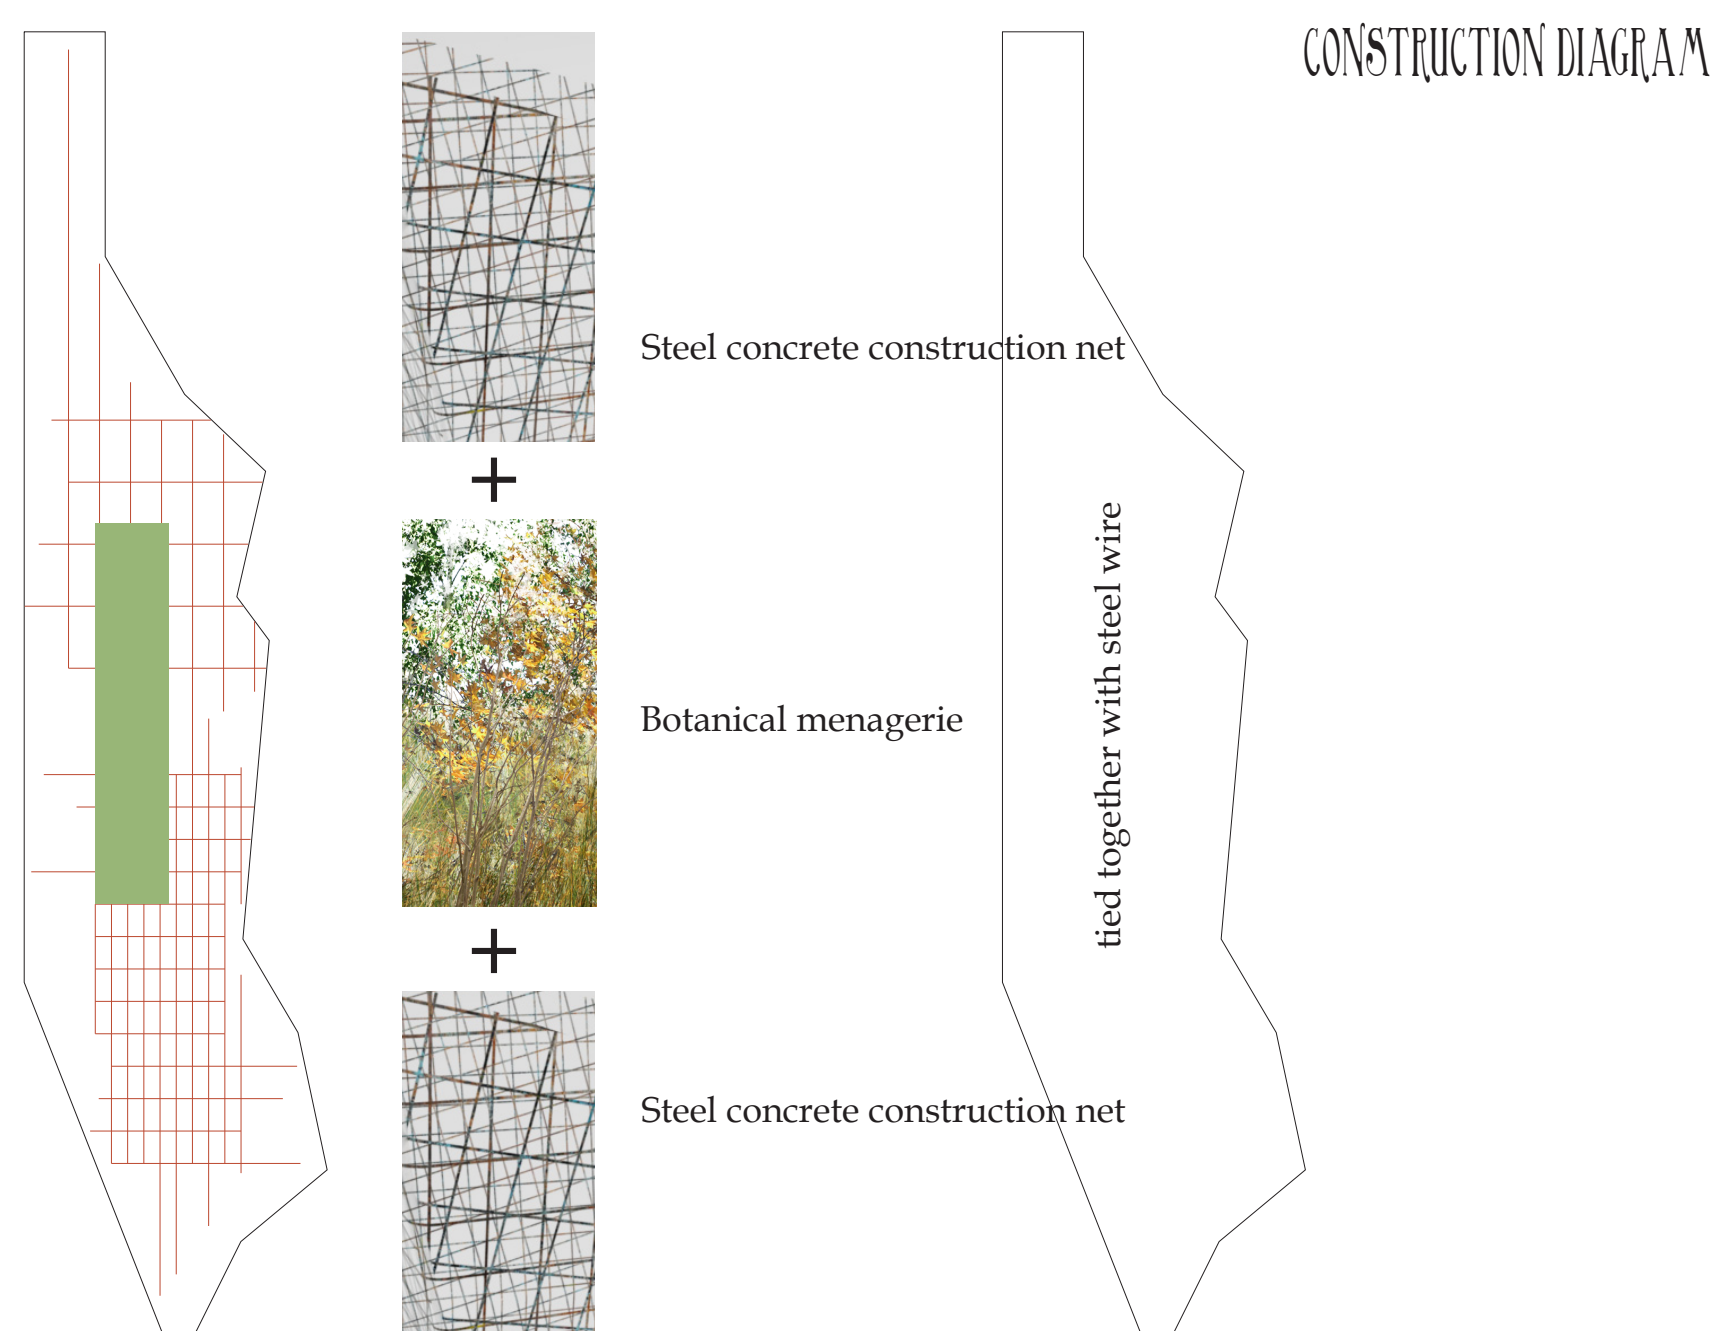 CONSTRUCTION DIAGRAM
Steel concrete construction net
+
Botanical menagerie
+
Steel concrete construction net
tied together with steel wire